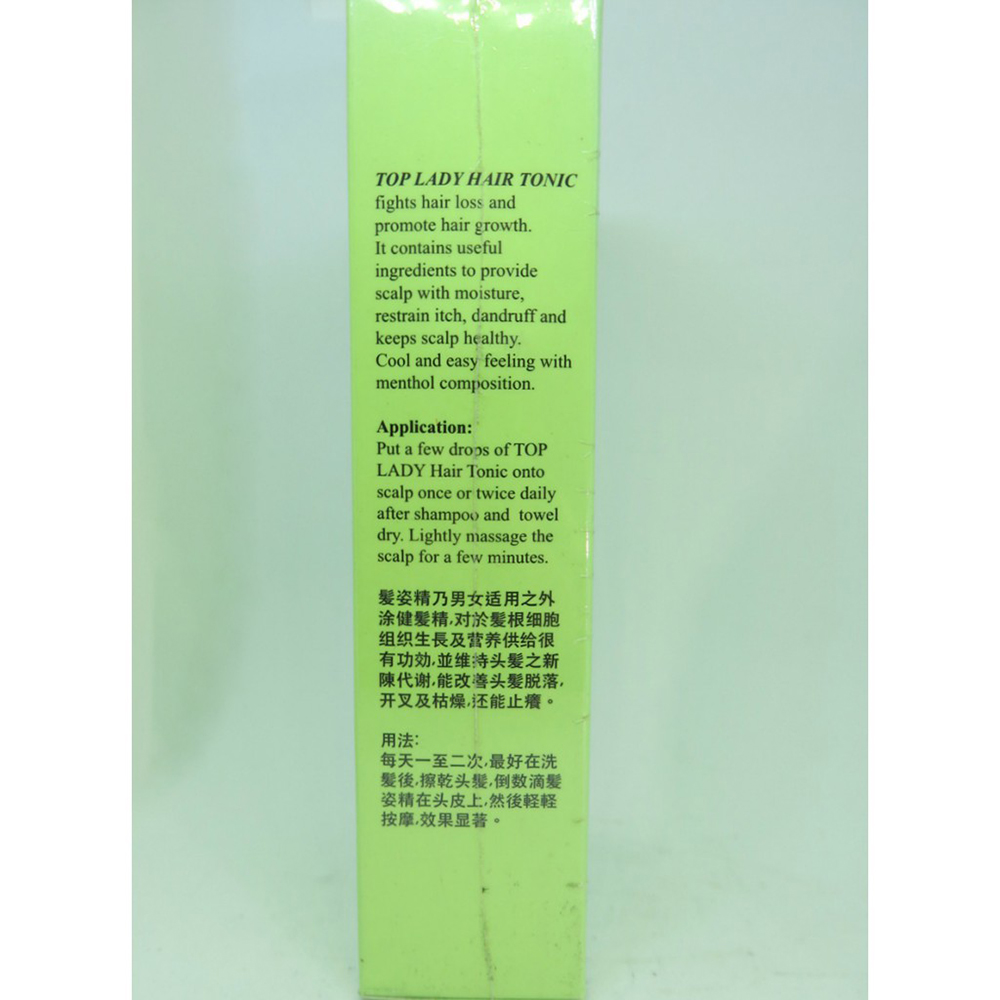 TOP LADY HAIR TONIC
fights hair loss and
promote hair growth.
It contains useful
ingredients to provide
scalp with moisture,
restrain itch, dandruff and
keeps scalp healthy.
Cool and easy feeling with
menthol composition.
Application:
Put a few drops of TOP
LADY Hair Tonic onto
scalp once or twice daily
after shampoo and towel
dry. Lightly massage the
scalp for a few minutes.
髮姿精乃男女适用之外
涂健髮精,对於髮根细胞
组织生長及营养供给很
有功効,並維持头髮之新
陳代谢,能改善头髮脱落,
开叉及枯燥,还能止癢。
用法:
每天一至二次,最好在洗
髮後,擦乾头髮,倒数滴髮
姿精在头皮上,然後軽軽
按摩,效果显著。